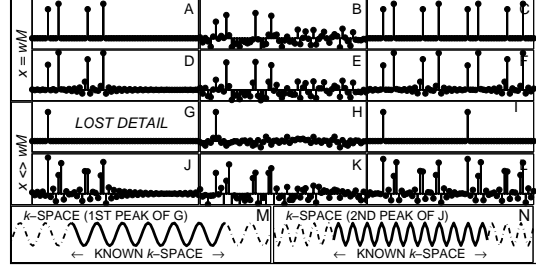 A
B
C
x = wM
D
E
F
G
LOST DETAIL
H
I
x <> wM
J
K
L
k–SPACE (1ST PEAK OF G)
M
← KNOWN k–SPACE →
k–SPACE (2ND PEAK OF J)
N
← KNOWN k–SPACE →